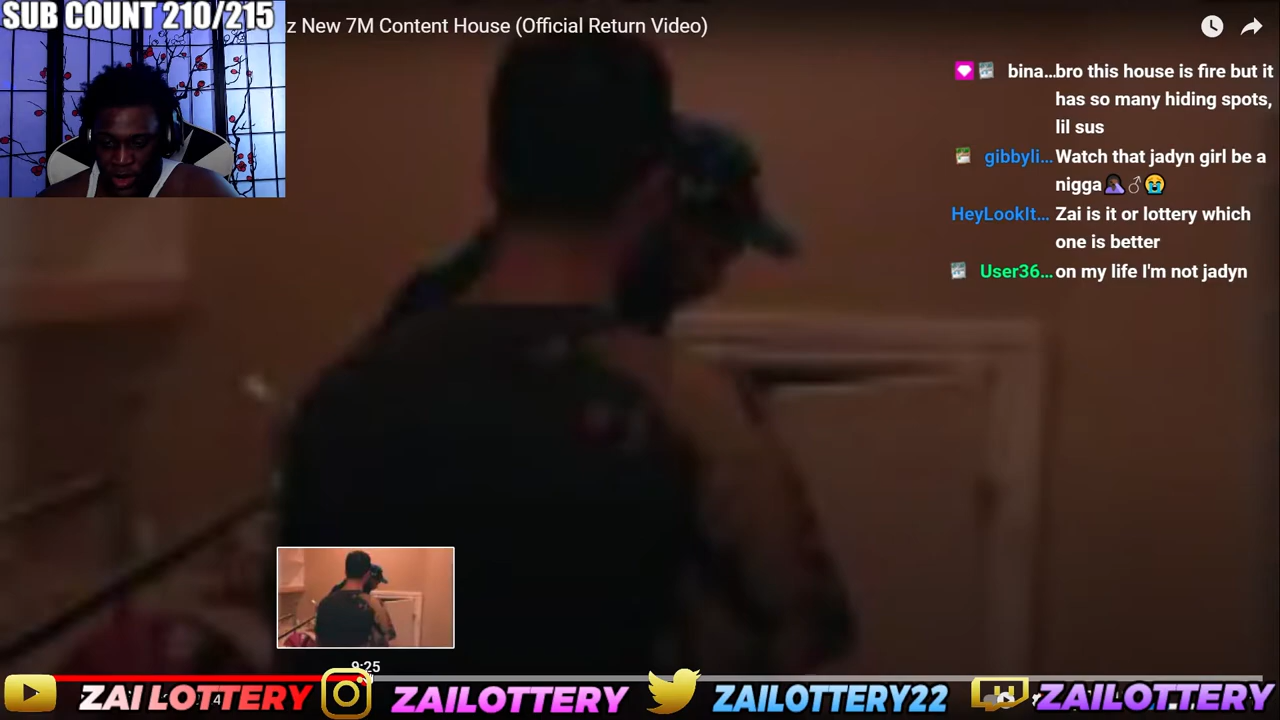 SUB COUNT 210/215
z New 7M Content House (Official Return Video)
bina…bro this house is fire but it
has so many hiding spots,
lil sus
gibbyli…Watch that jadyn girl be a
nigga🤦🏿♂😭
HeyLookIt…Zai is it or lottery which
one is better
User36…on my life I'm not jadyn
9:25
ZAI LOTTERY
ZAILOTTERY
ZAILOTTERY22
ZAILOTTERY